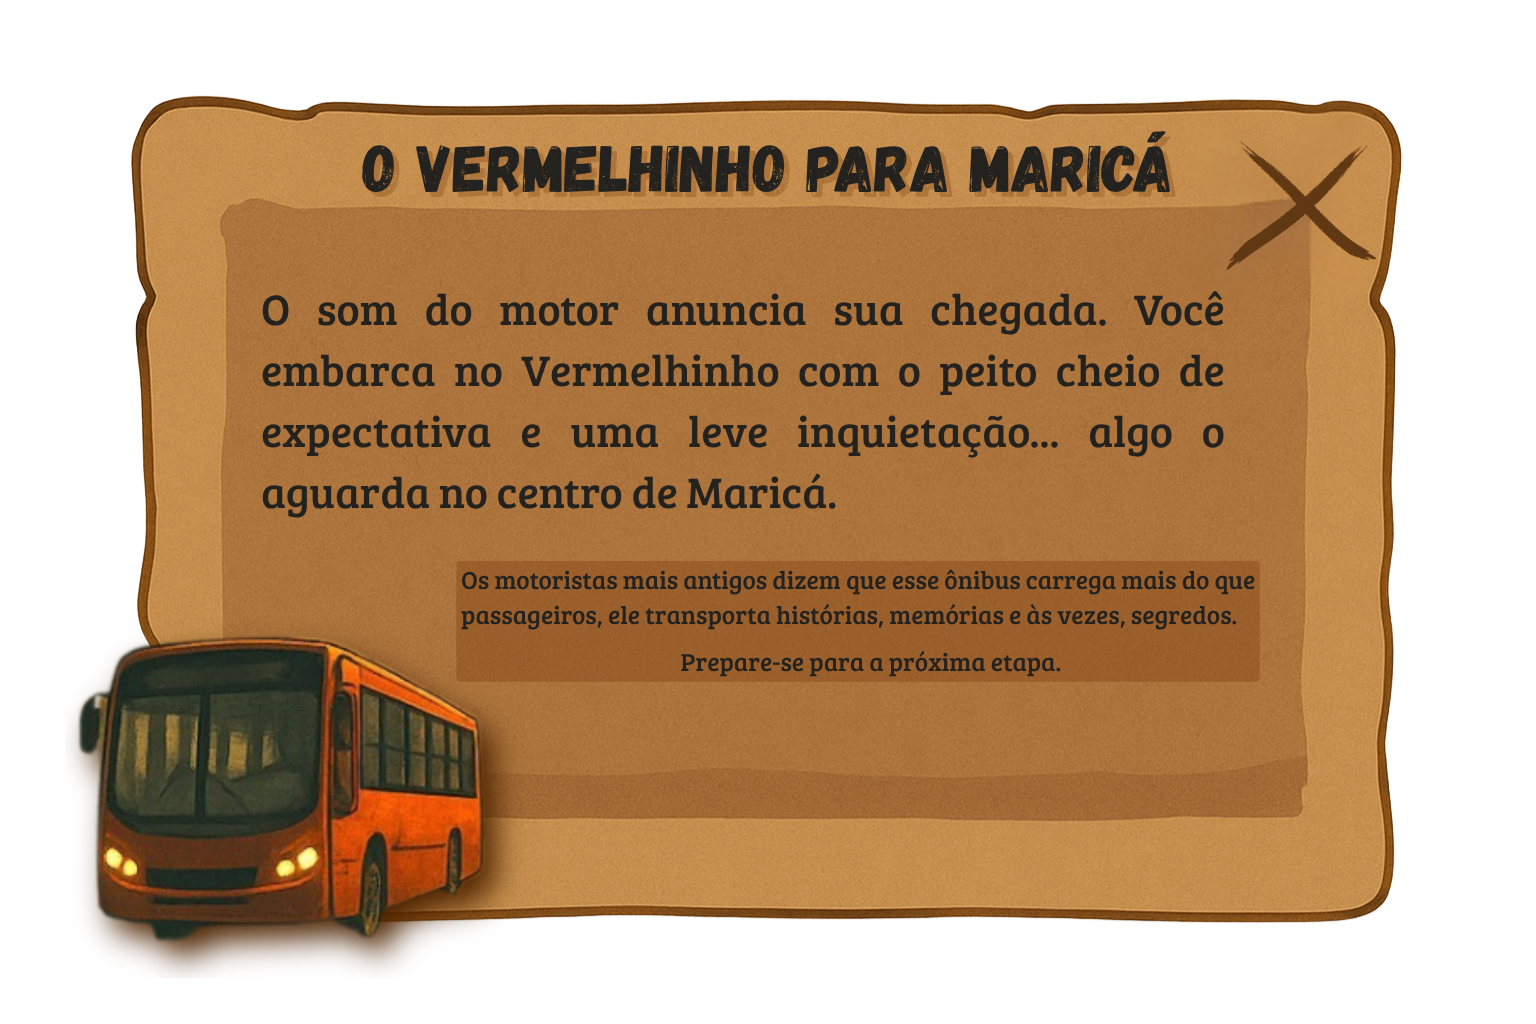 O VERMELHINHO PARA MARICÁ
O som do motor anuncia sua chegada. Você
embarca no Vermelhinho com o peito cheio de
expectativa e uma leve inquietação... algo o
aguarda no centro de Maricá.
Os motoristas mais antigos dizem que esse ônibus carrega mais do que
passageiros, ele transporta histórias, memórias e às vezes, segredos.
Prepare-se para a próxima etapa.